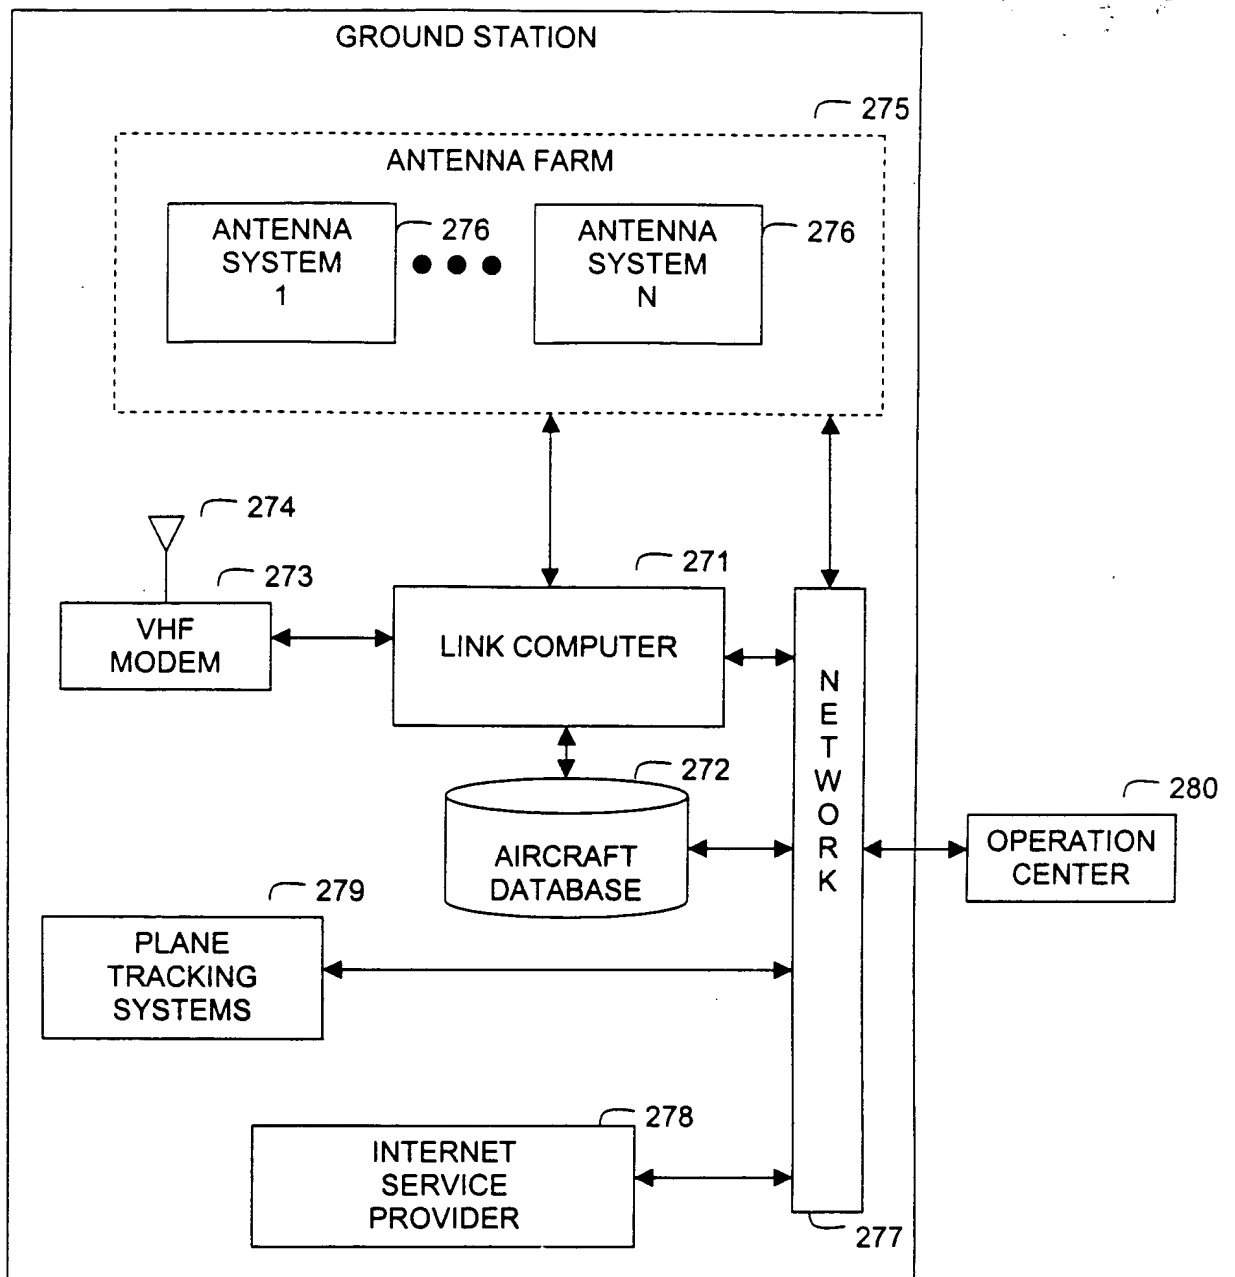 GROUND STATION
275
ANTENNA FARM
ANTENNA
SYSTEM
1
276
ANTENNA
SYSTEM
N
276
274
273
VHF
MODEM
271
LINK COMPUTER
NETWORK
272
AIRCRAFT
DATABASE
280
OPERATION
CENTER
279
PLANE
TRACKING
SYSTEMS
278
INTERNET
SERVICE
PROVIDER
277